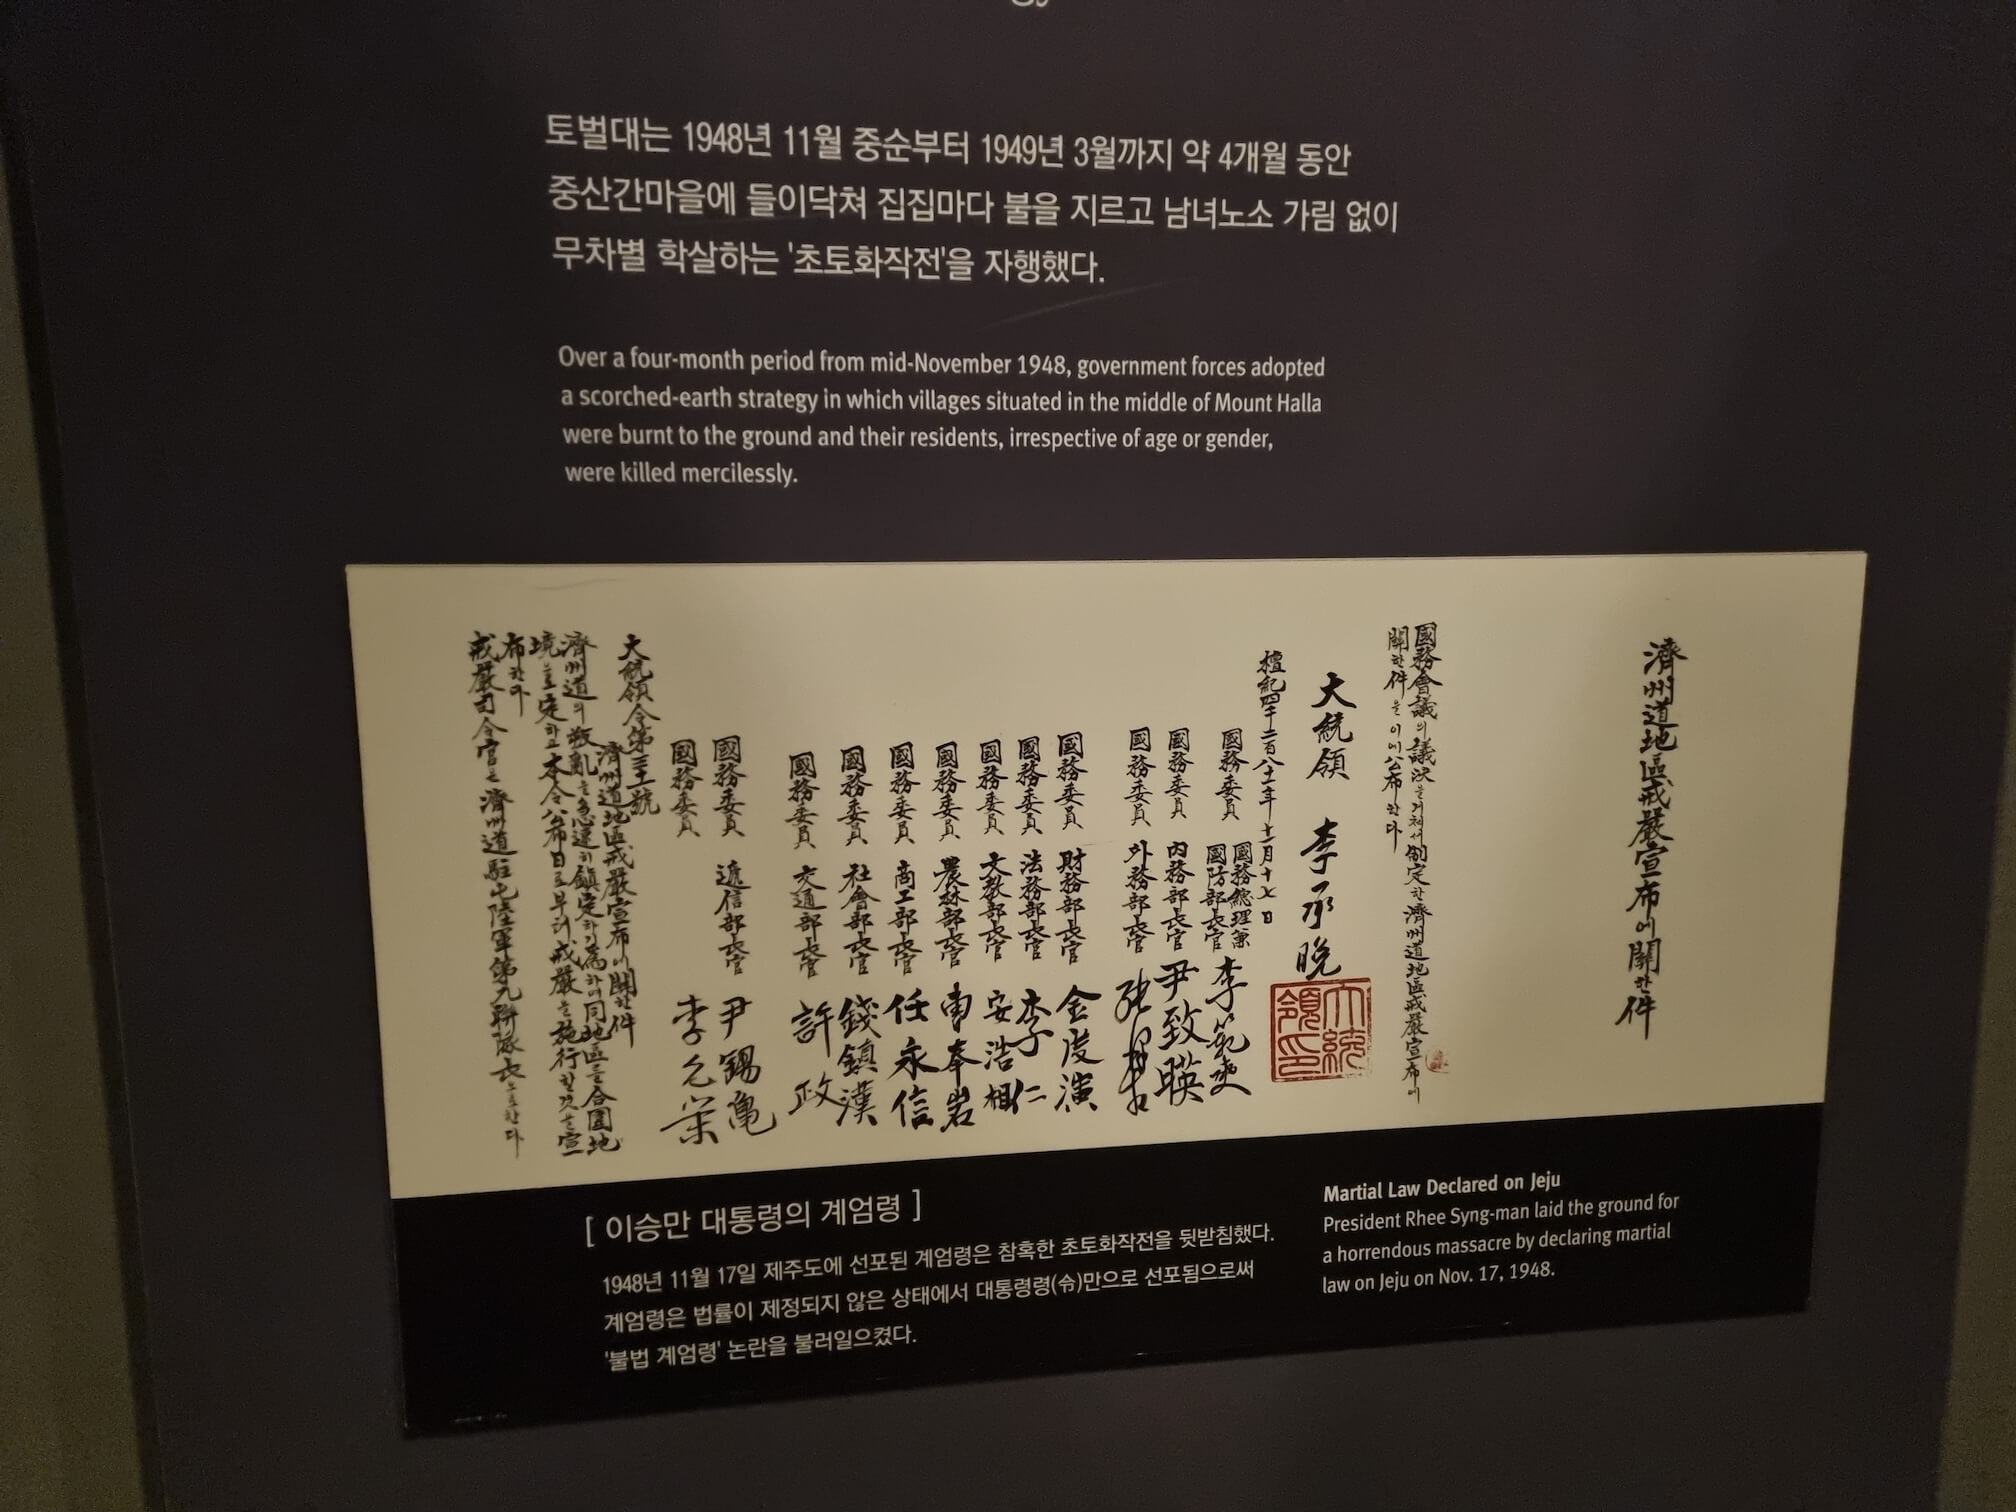 토벌대는 1948년 11월 중순부터 1949년 3월까지 약 4개월 동안
중산간마을에 들이닥쳐 집집마다 불을 지르고 남녀노소 가림 없이
무차별 학살하는 '초토화작전'을 자행했다.
Over a four-month period from mid-November 1948, government forces adopted
a scorched-earth strategy in which villages situated in the middle of Mount Halla
were burnt to the ground and their residents, irrespective of age or gender,
were killed mercilessly.
濟州道地區戒嚴宣布에關한件
國務會議의議決을거쳐서制定한濟州道地區戒嚴宣布에
關한件을이에公布한다
大統領 李承晩
大統領印
檀紀四千二百八十一年十一月十七日
國務委員 國務總理兼
國防部長官 李範奭
國務委員 內務部長官 尹致暎
國務委員 外務部長官
國務委員 財務部長官 金度演
國務委員 法務部長官 李仁
國務委員 文敎部長官 安浩相
國務委員 農林部長官 曺奉岩
國務委員 商工部長官 任永信
國務委員 社會部長官 錢鎭漢
國務委員 交通部長官 許政
國務委員 遞信部長官 尹錫龜
國務委員 李允榮
大統領令第三十一號
濟州道地區戒嚴宣布에關한件
濟州道의叛亂을急速히鎭定하기爲하여同地區를合圍地
境으로定하고本令公布日로부터戒嚴을施行할것을宣
布한다
戒嚴司令官은濟州道駐屯陸軍第九聯隊長으로한다
[ 이승만 대통령의 계엄령 ]
1948년 11월 17일 제주도에 선포된 계엄령은 참혹한 초토화작전을 뒷받침했다.
계엄령은 법률이 제정되지 않은 상태에서 대통령령(令)만으로 선포됨으로써
'불법 계엄령' 논란을 불러일으켰다.
Martial Law Declared on Jeju
President Rhee Syng-man laid the ground for
a horrendous massacre by declaring martial
law on Jeju on Nov. 17, 1948.